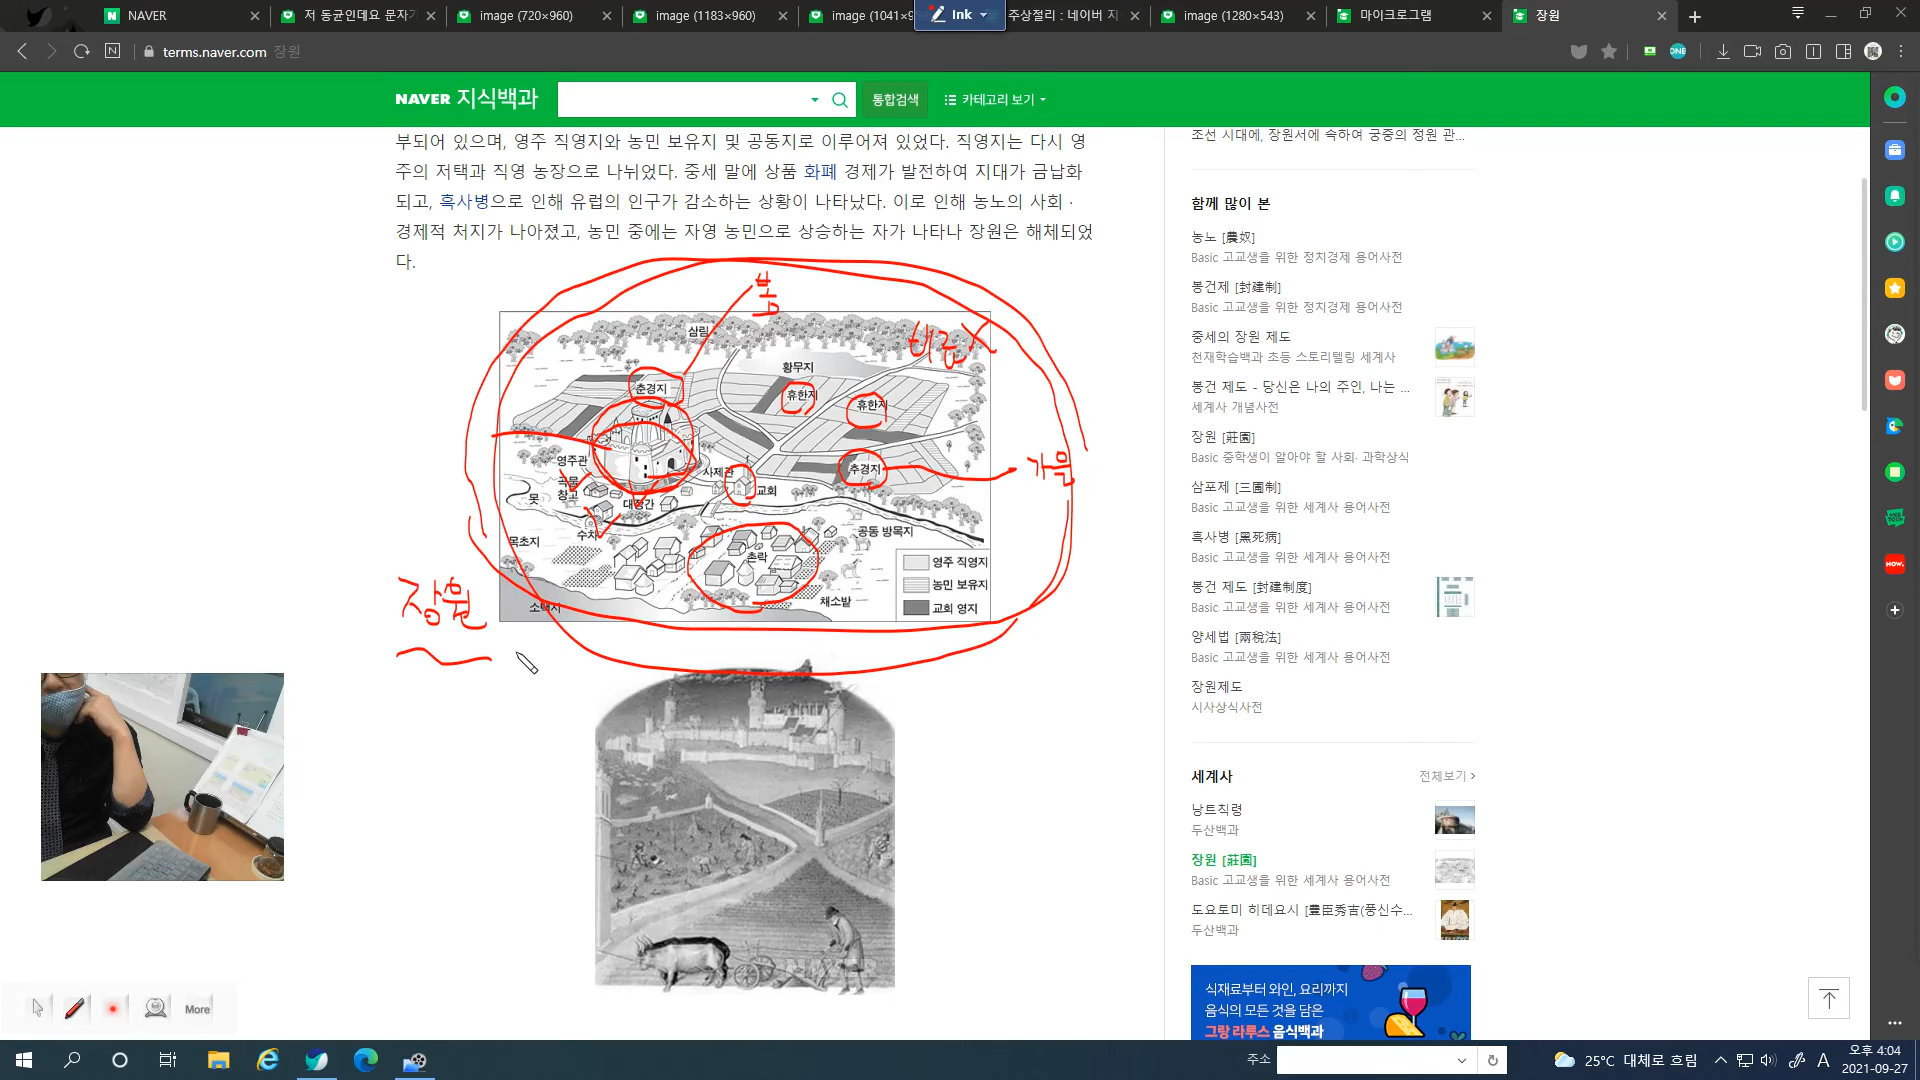 NAVER
저 동균인데요 문자가
image (720×960)
image (1183×960)
image (1041×9
Ink
주상절리 : 네이버 지
image (1280×543)
마이크로그램
장원
terms.naver.com 장원
NAVER 지식백과
통합검색
카테고리 보기
부되어 있으며, 영주 직영지와 농민 보유지 및 공동지로 이루어져 있었다. 직영지는 다시 영
주의 저택과 직영 농장으로 나뉘었다. 중세 말에 상품 화폐 경제가 발전하여 지대가 금납화
되고, 흑사병으로 인해 유럽의 인구가 감소하는 상황이 나타났다. 이로 인해 농노의 사회 ·
경제적 처지가 나아졌고, 농민 중에는 자영 농민으로 상승하는 자가 나타나 장원은 해체되었
다.
봄
삼림
황무지
춘경지
휴한지
휴한지
영주관
사제관
추경지
가을
곡물
창고
교회
못
대장간
수차
공동 방목지
목초지
촌락
영주 직영지
농민 보유지
교회 영지
채소밭
소택지
장원
NAVER
조선 시대에, 장원서에 속하여 궁중의 정원 관...
함께 많이 본
농노 [農奴]
Basic 고교생을 위한 정치경제 용어사전
봉건제 [封建制]
Basic 고교생을 위한 정치경제 용어사전
중세의 장원 제도
천재학습백과 초등 스토리텔링 세계사
봉건 제도 - 당신은 나의 주인, 나는 ...
세계사 개념사전
장원 [莊園]
Basic 중학생이 알아야 할 사회· 과학상식
삼포제 [三圃制]
Basic 고교생을 위한 세계사 용어사전
흑사병 [黑死病]
Basic 고교생을 위한 세계사 용어사전
봉건 제도 [封建制度]
Basic 고교생을 위한 세계사 용어사전
양세법 [兩稅法]
Basic 고교생을 위한 세계사 용어사전
장원제도
시사상식사전
세계사
전체보기
낭트칙령
두산백과
장원 [莊園]
Basic 고교생을 위한 세계사 용어사전
도요토미 히데요시 [豊臣秀吉(풍신수...
두산백과
식재료부터 와인, 요리까지
음식의 모든 것을 담은
그랑 라루스 음식백과
NOW.
More
주소
25°C 대체로 흐림
A
오후 4:04
2021-09-27